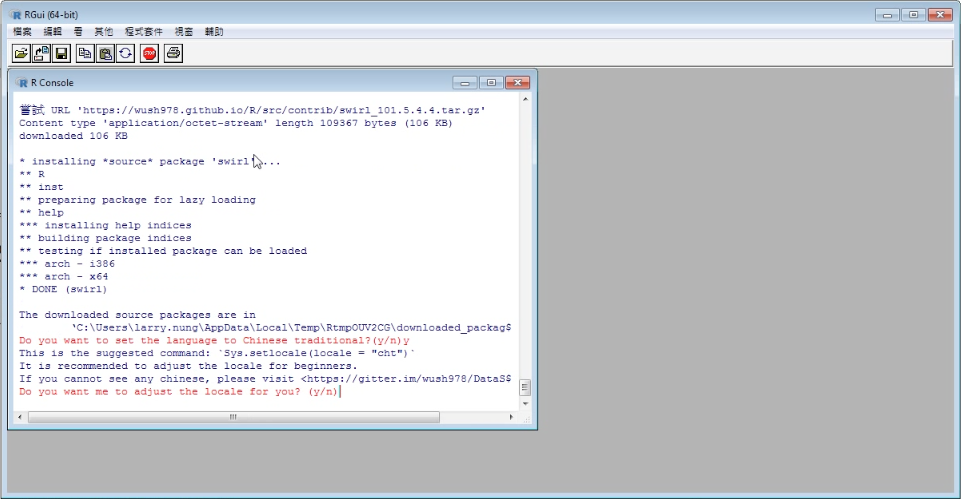 RGui (64-bit)
檔案 編輯 看 其他 程式套件 視窗 輔助
STOP
R Console
嘗試 URL 'https://wush978.github.io/R/src/contrib/swirl_101.5.4.4.tar.gz'
Content type 'application/octet-stream' length 109367 bytes (106 KB)
downloaded 106 KB
* installing *source* package 'swirl' ...
** R
** inst
** preparing package for lazy loading
** help
*** installing help indices
** building package indices
** testing if installed package can be loaded
*** arch - i386
*** arch - x64
* DONE (swirl)
The downloaded source packages are in
‘C:\Users\larry.nung\AppData\Local\Temp\RtmpOUV2CG\downloaded_packag$
Do you want to set the language to Chinese traditional?(y/n)y
This is the suggested command: `Sys.setlocale(locale = "cht")`
It is recommended to adjust the locale for beginners.
If you cannot see any chinese, please visit <https://gitter.im/wush978/DataS$
Do you want me to adjust the locale for you? (y/n)